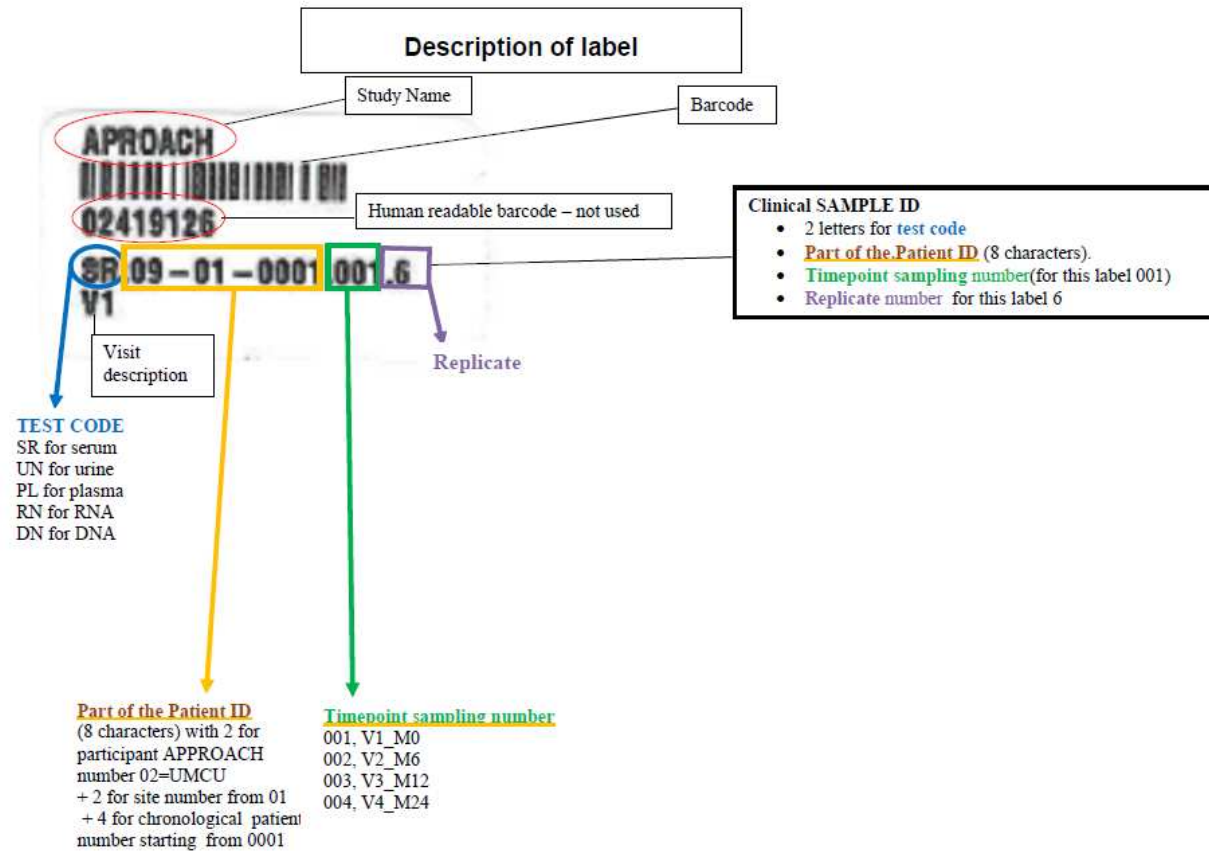 Description of label
Study Name
Barcode
APROACH
02419126
Human readable barcode – not used
SR.09-01-0001.001.6
V1
Visit
description
Replicate
Clinical SAMPLE ID
• 2 letters for test code
• Part of the.Patient ID (8 characters).
• Timepoint sampling number(for this label 001)
• Replicate number for this label 6
TEST CODE
SR for serum
UN for urine
PL for plasma
RN for RNA
DN for DNA
Part of the Patient ID
(8 characters) with 2 for
participant APPROACH
number 02=UMCU
+ 2 for site number from 01
+ 4 for chronological patient
number starting from 0001
Timepoint sampling number
001, V1_M0
002, V2_M6
003, V3_M12
004, V4_M24